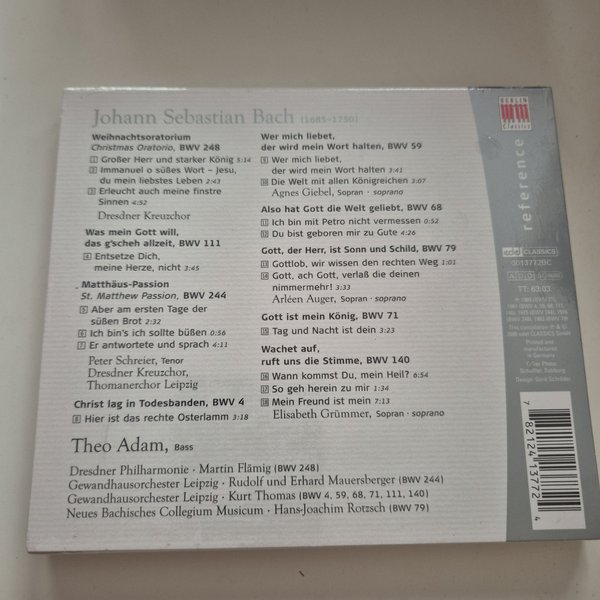 Johann Sebastian Bach (1685–1750)
Weihnachtsoratorium
Christmas Oratorio, BWV 248
1 Großer Herr und starker König 5:14
2 Immanuel o süßes Wort – Jesu,
du mein liebstes Leben 2:43
3 Erleucht auch meine finstre
Sinnen 4:52
Dresdner Kreuzchor
Was mein Gott will,
das g'scheh allzeit, BWV 111
4 Entsetze Dich,
meine Herze, nicht 3:45
Matthäus-Passion
St. Matthew Passion, BWV 244
5 Aber am ersten Tage der
süßen Brot 2:32
6 Ich bin's ich sollte büßen 0:56
7 Er antwortete und sprach 4:11
Peter Schreier, Tenor
Dresdner Kreuzchor,
Thomanerchor Leipzig
Christ lag in Todesbanden, BWV 4
8 Hier ist das rechte Osterlamm 3:18
Wer mich liebet,
der wird mein Wort halten, BWV 59
9 Wer mich liebet,
der wird mein Wort halten 3:41
10 Die Welt mit allen Königreichen 3:07
Agnes Giebel, Sopran · soprano
Also hat Gott die Welt geliebt, BWV 68
11 Ich bin mit Petro nicht vermessen 0:52
12 Du bist geboren mir zu Gute 4:26
Gott, der Herr, ist Sonn und Schild, BWV 79
13 Gottlob, wir wissen den rechten Weg 1:01
14 Gott, ach Gott, verlaß die deinen
nimmermehr! 3:33
Arléen Auger, Sopran · soprano
Gott ist mein König, BWV 71
15 Tag und Nacht ist dein 3:23
Wachet auf,
ruft uns die Stimme, BWV 140
16 Wann kommst Du, mein Heil? 6:54
17 So geh herein zu mir 1:34
18 Mein Freund ist mein 7:13
Elisabeth Grümmer, Sopran · soprano
Theo Adam, Bass
Dresdner Philharmonie · Martin Flämig (BWV 248)
Gewandhausorchester Leipzig · Rudolf und Erhard Mauersberger (BWV 244)
Gewandhausorchester Leipzig · Kurt Thomas (BWV 4, 59, 68, 71, 111, 140)
Neues Bachisches Collegium Musicum · Hans-Joachim Rotzsch (BWV 79)
BERLIN
Classics
reference
edel CLASSICS
0013772BC
ADD
TT: 63:03
Printed and
manufactured
in Germany
7 82124 13772 4